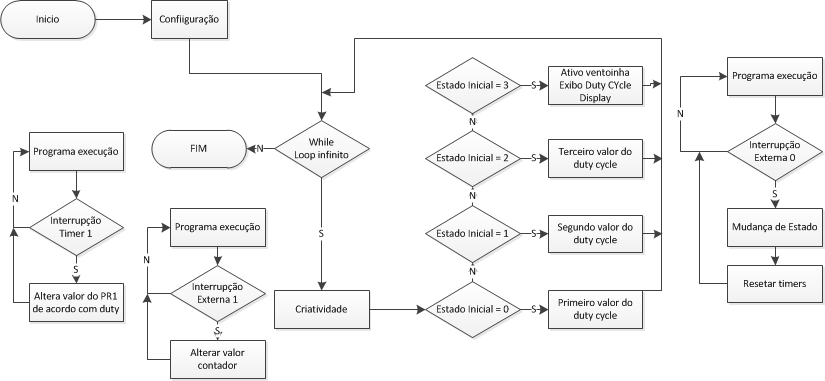 Inicio
Confiiguração
While
Loop infinito
N
FIM
S
Criatividade
Estado Inicial = 0
S
Primeiro valor do
duty cycle
N
Estado Inicial = 1
S
Segundo valor do
duty cycle
N
Estado Inicial = 2
S
Terceiro valor do
duty cycle
N
Estado Inicial = 3
S
Ativo ventoinha
Exibo Duty CYcle
Display
Programa execução
N
Interrupção
Timer 1
S
Altera valor do PR1
de acordo com duty
Programa execução
N
Interrupção
Externa 1
S
Alterar valor
contador
Programa execução
N
Interrupção
Externa 0
S
Mudança de Estado
Resetar timers